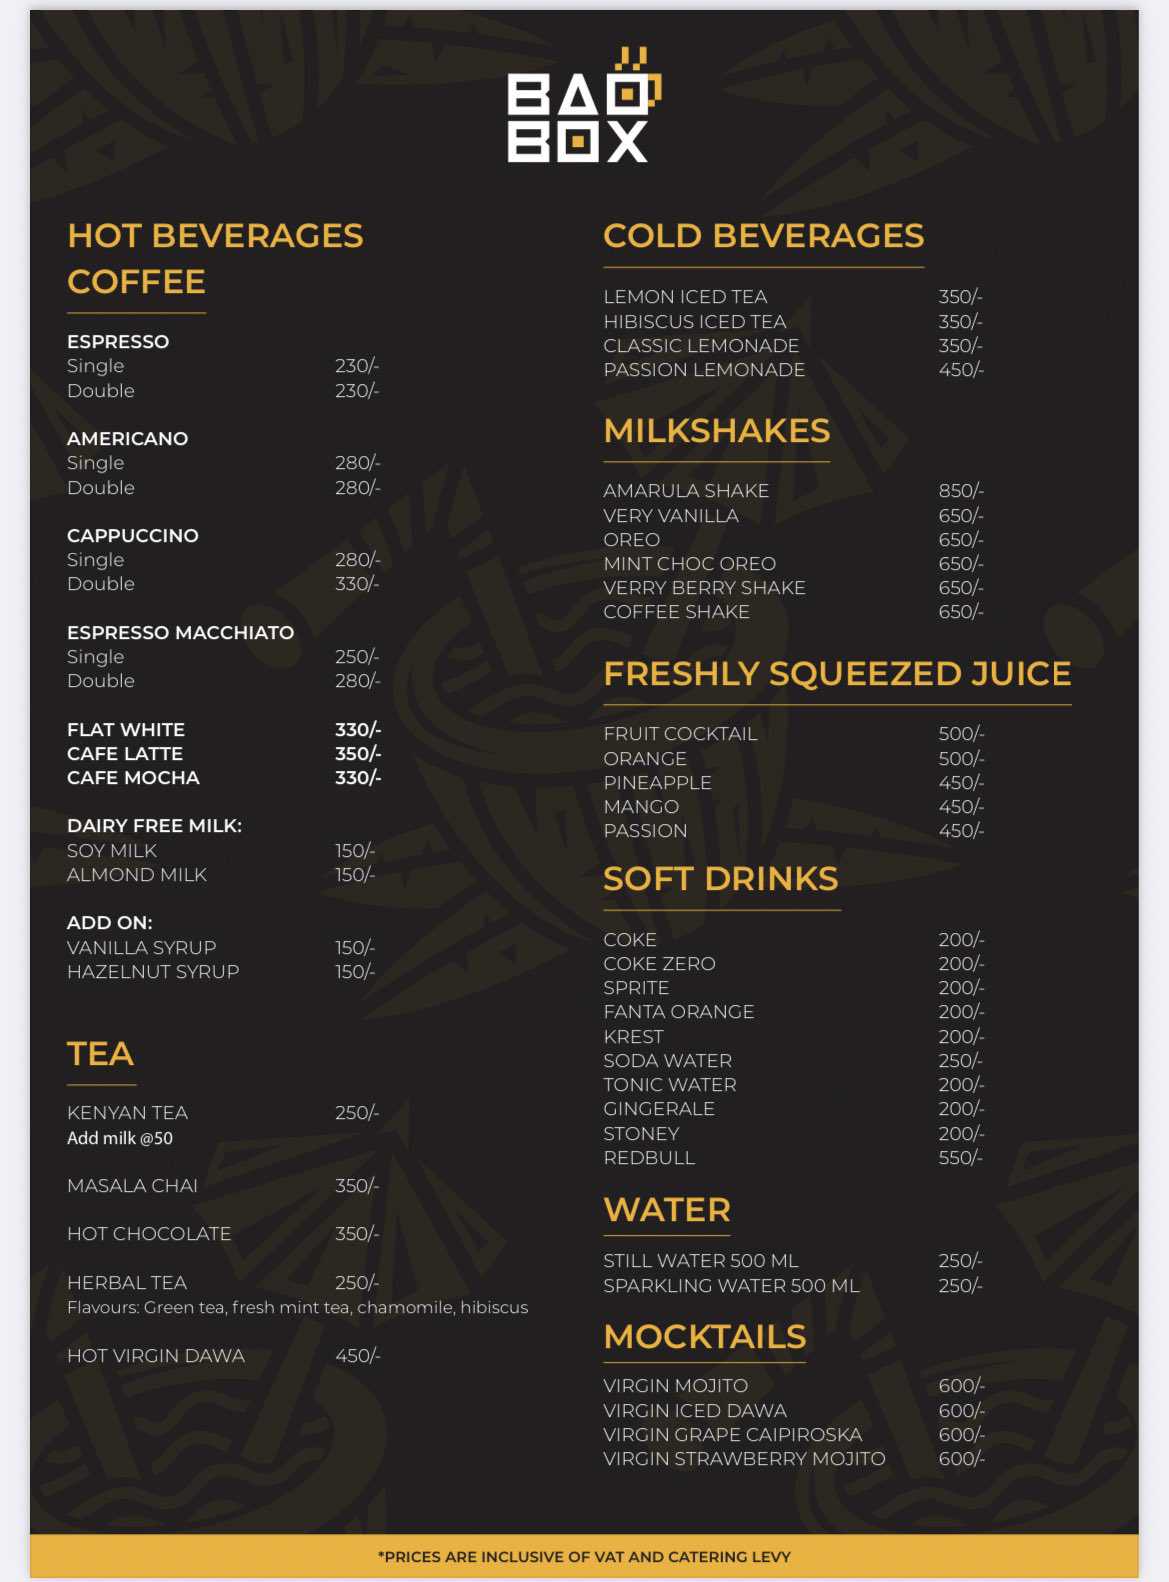 BAO
BOX
HOT BEVERAGES
COFFEE
ESPRESSO
Single 230/-
Double 230/-
AMERICANO
Single 280/-
Double 280/-
CAPPUCCINO
Single 280/-
Double 330/-
ESPRESSO MACCHIATO
Single 250/-
Double 280/-
FLAT WHITE 330/-
CAFE LATTE 350/-
CAFE MOCHA 330/-
DAIRY FREE MILK:
SOY MILK 150/-
ALMOND MILK 150/-
ADD ON:
VANILLA SYRUP 150/-
HAZELNUT SYRUP 150/-
TEA
KENYAN TEA 250/-
Add milk @50
MASALA CHAI 350/-
HOT CHOCOLATE 350/-
HERBAL TEA 250/-
Flavours: Green tea, fresh mint tea, chamomile, hibiscus
HOT VIRGIN DAWA 450/-
COLD BEVERAGES
LEMON ICED TEA 350/-
HIBISCUS ICED TEA 350/-
CLASSIC LEMONADE 350/-
PASSION LEMONADE 450/-
MILKSHAKES
AMARULA SHAKE 850/-
VERY VANILLA 650/-
OREO 650/-
MINT CHOC OREO 650/-
VERRY BERRY SHAKE 650/-
COFFEE SHAKE 650/-
FRESHLY SQUEEZED JUICE
FRUIT COCKTAIL 500/-
ORANGE 500/-
PINEAPPLE 450/-
MANGO 450/-
PASSION 450/-
SOFT DRINKS
COKE 200/-
COKE ZERO 200/-
SPRITE 200/-
FANTA ORANGE 200/-
KREST 200/-
SODA WATER 250/-
TONIC WATER 200/-
GINGERALE 200/-
STONEY 200/-
REDBULL 550/-
WATER
STILL WATER 500 ML 250/-
SPARKLING WATER 500 ML 250/-
MOCKTAILS
VIRGIN MOJITO 600/-
VIRGIN ICED DAWA 600/-
VIRGIN GRAPE CAIPIROSKA 600/-
VIRGIN STRAWBERRY MOJITO 600/-
*PRICES ARE INCLUSIVE OF VAT AND CATERING LEVY